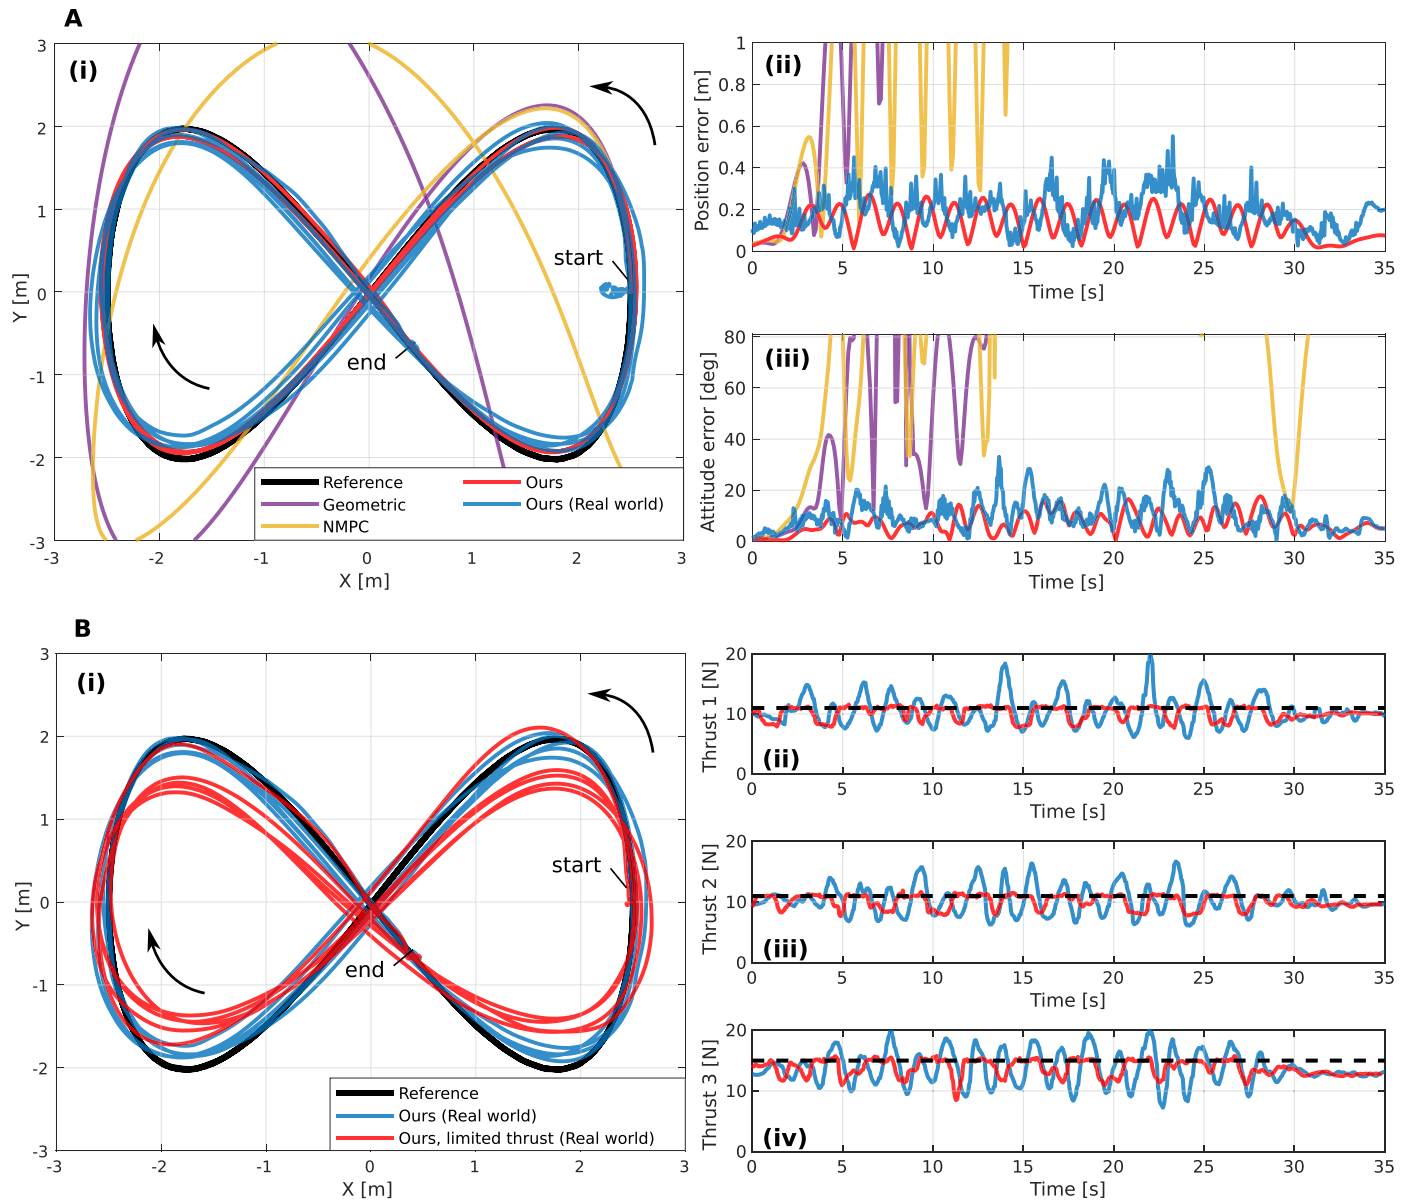 A
(i)
3
2
1
0
-1
-2
-3
Y [m]
start
end
Reference
Geometric
NMPC
Ours
Ours (Real world)
-3
-2
-1
0
1
2
3
X [m]
(ii)
1
0.8
0.6
0.4
0.2
0
Position error [m]
0
5
10
15
20
25
30
35
Time [s]
(iii)
80
60
40
20
0
Attitude error [deg]
0
5
10
15
20
25
30
35
Time [s]
B
(i)
3
2
1
0
-1
-2
-3
Y [m]
start
end
Reference
Ours (Real world)
Ours, limited thrust (Real world)
-3
-2
-1
0
1
2
3
X [m]
20
10
0
Thrust 1 [N]
(ii)
0
5
10
15
20
25
30
35
Time [s]
20
10
0
Thrust 2 [N]
(iii)
0
5
10
15
20
25
30
35
Time [s]
20
10
0
Thrust 3 [N]
(iv)
0
5
10
15
20
25
30
35
Time [s]